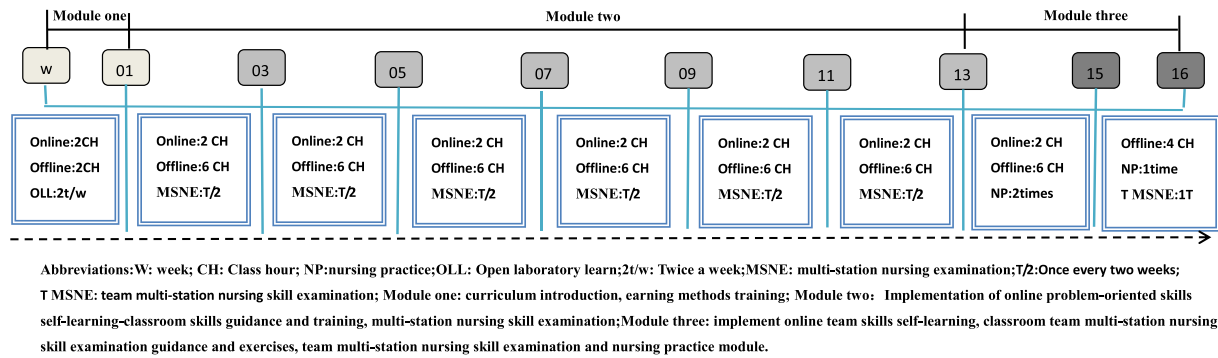 Module one Module two Module three
w 01 03 05 07 09 11 13 15 16
Online:2CH
Offline:2CH
OLL:2t/w
Online:2 CH
Offline:6 CH
MSNE:T/2
Online:2 CH
Offline:6 CH
MSNE:T/2
Online:2 CH
Offline:6 CH
MSNE:T/2
Online:2 CH
Offline:6 CH
MSNE:T/2
Online:2 CH
Offline:6 CH
MSNE:T/2
Online:2 CH
Offline:6 CH
MSNE:T/2
Online:2 CH
Offline:6 CH
NP:2times
Offline:4 CH
NP:1time
T MSNE:1T
Abbreviations:W: week; CH: Class hour; NP:nursing practice;OLL: Open laboratory learn;2t/w: Twice a week;MSNE: multi-station nursing examination;T/2:Once every two weeks;
T MSNE: team multi-station nursing skill examination; Module one: curriculum introduction, earning methods training; Module two: Implementation of online problem-oriented skills
self-learning-classroom skills guidance and training, multi-station nursing skill examination;Module three: implement online team skills self-learning, classroom team multi-station nursing
skill examination guidance and exercises, team multi-station nursing skill examination and nursing practice module.